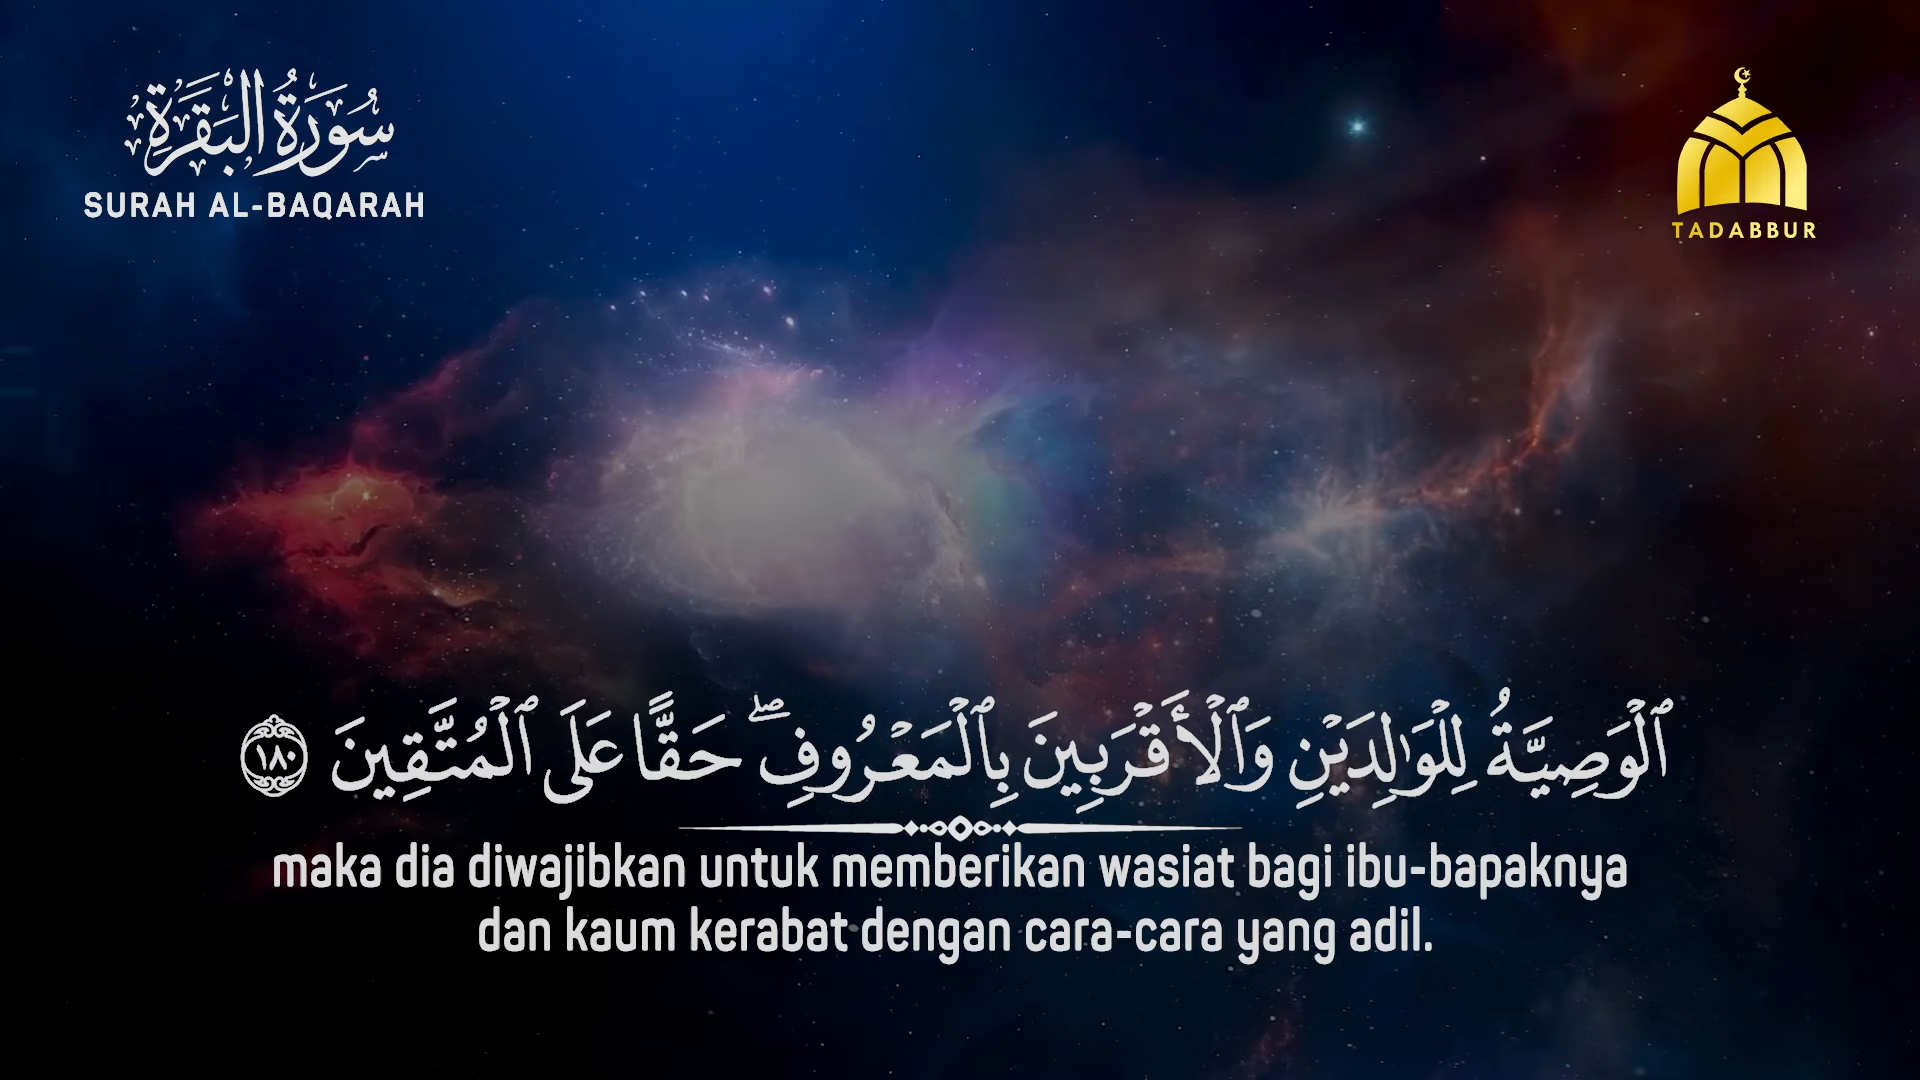 سُورَةُ البَقَرَةِ
SURAH AL-BAQARAH
TADABBUR
ٱلْوَصِيَّةُ لِلْوَٰلِدَيْنِ وَٱلْأَقْرَبِينَ بِٱلْمَعْرُوفِ ۖ حَقًّا عَلَى ٱلْمُتَّقِينَ ١٨٠
maka dia diwajibkan untuk memberikan wasiat bagi ibu-bapaknya
dan kaum kerabat dengan cara-cara yang adil.